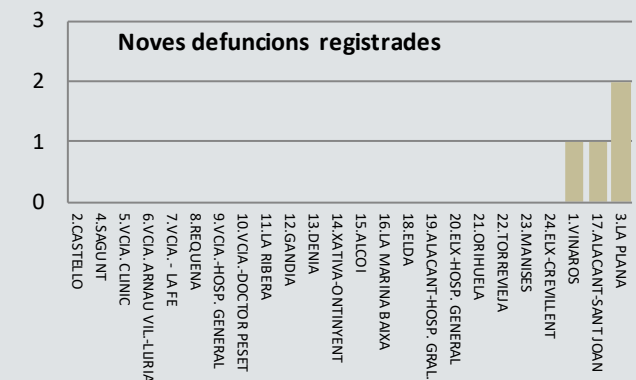 Noves defuncions registrades
3
2
1
0
2.CASTELLO
4.SAGUNT
5.VCIA. CLINIC
6.VCIA. ARNAU VIL.-LLIRIA
7.VCIA.- LA FE
8.REQUENA
9.VCIA.-HOSP. GENERAL
10.VCIA.-DOCTOR PESET
11.LA RIBERA
12.GANDIA
13.DENIA
14.XATIVA-ONTINYENT
15.ALCOI
16.LA MARINA BAIXA
18.ELDA
19.ALACANT-HOSP. GRAL.
20.ELX-HOSP. GENERAL
21.ORIHUELA
22.TORREVIEJA
23.MANISES
24.ELX-CREVILLENT
1.VINAROS
17.ALACANT-SANT JOAN
3.LA PLANA